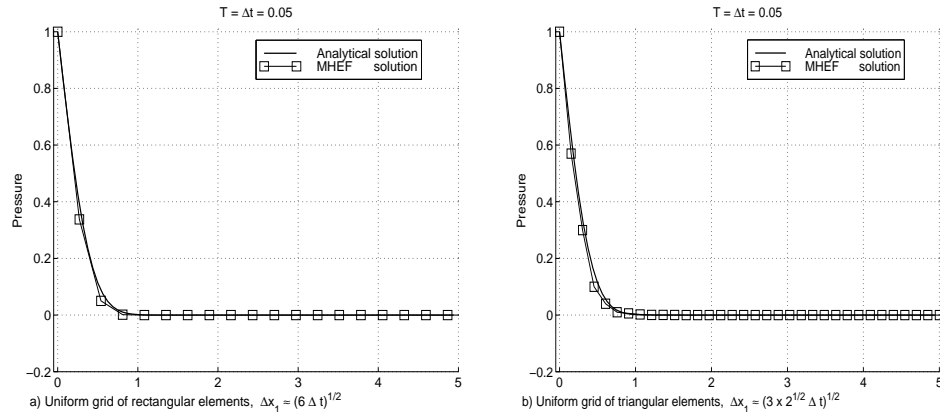 T = Δt = 0.05
Analytical solution
MHEF solution
Pressure
1
0.8
0.6
0.4
0.2
0
−0.2
0 1 2 3 4 5
a) Uniform grid of rectangular elements, Δx₁ ≈ (6 Δ t)^1/2
T = Δt = 0.05
Analytical solution
MHEF solution
Pressure
1
0.8
0.6
0.4
0.2
0
−0.2
0 1 2 3 4 5
b) Uniform grid of triangular elements, Δx₁ ≈ (3 x 2^1/2 Δ t)^1/2